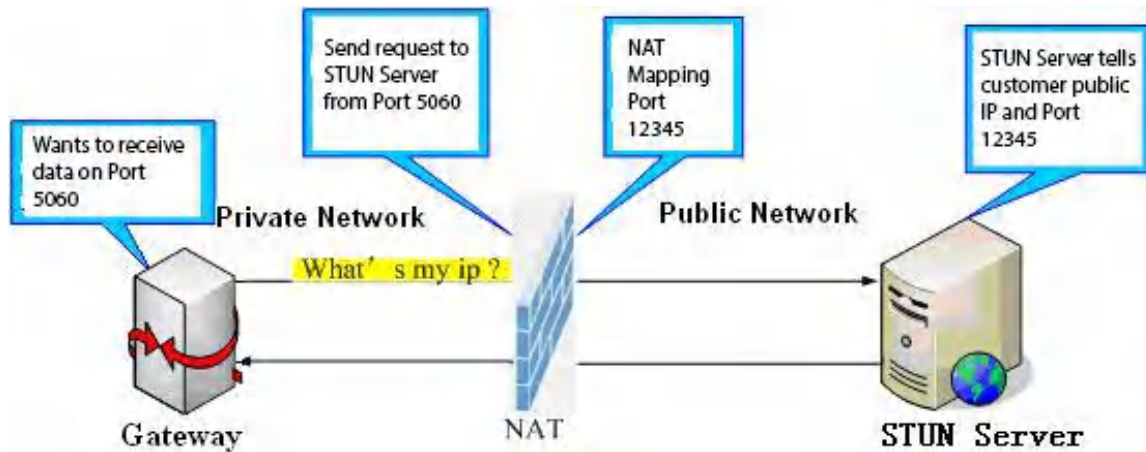 Send request to
STUN Server
from Port 5060
NAT
Mapping
Port
12345
STUN Server tells
customer public
IP and Port
12345
Wants to receive
data on Port
5060
Private Network
Public Network
What's my ip ?
Gateway
NAT
STUN Server